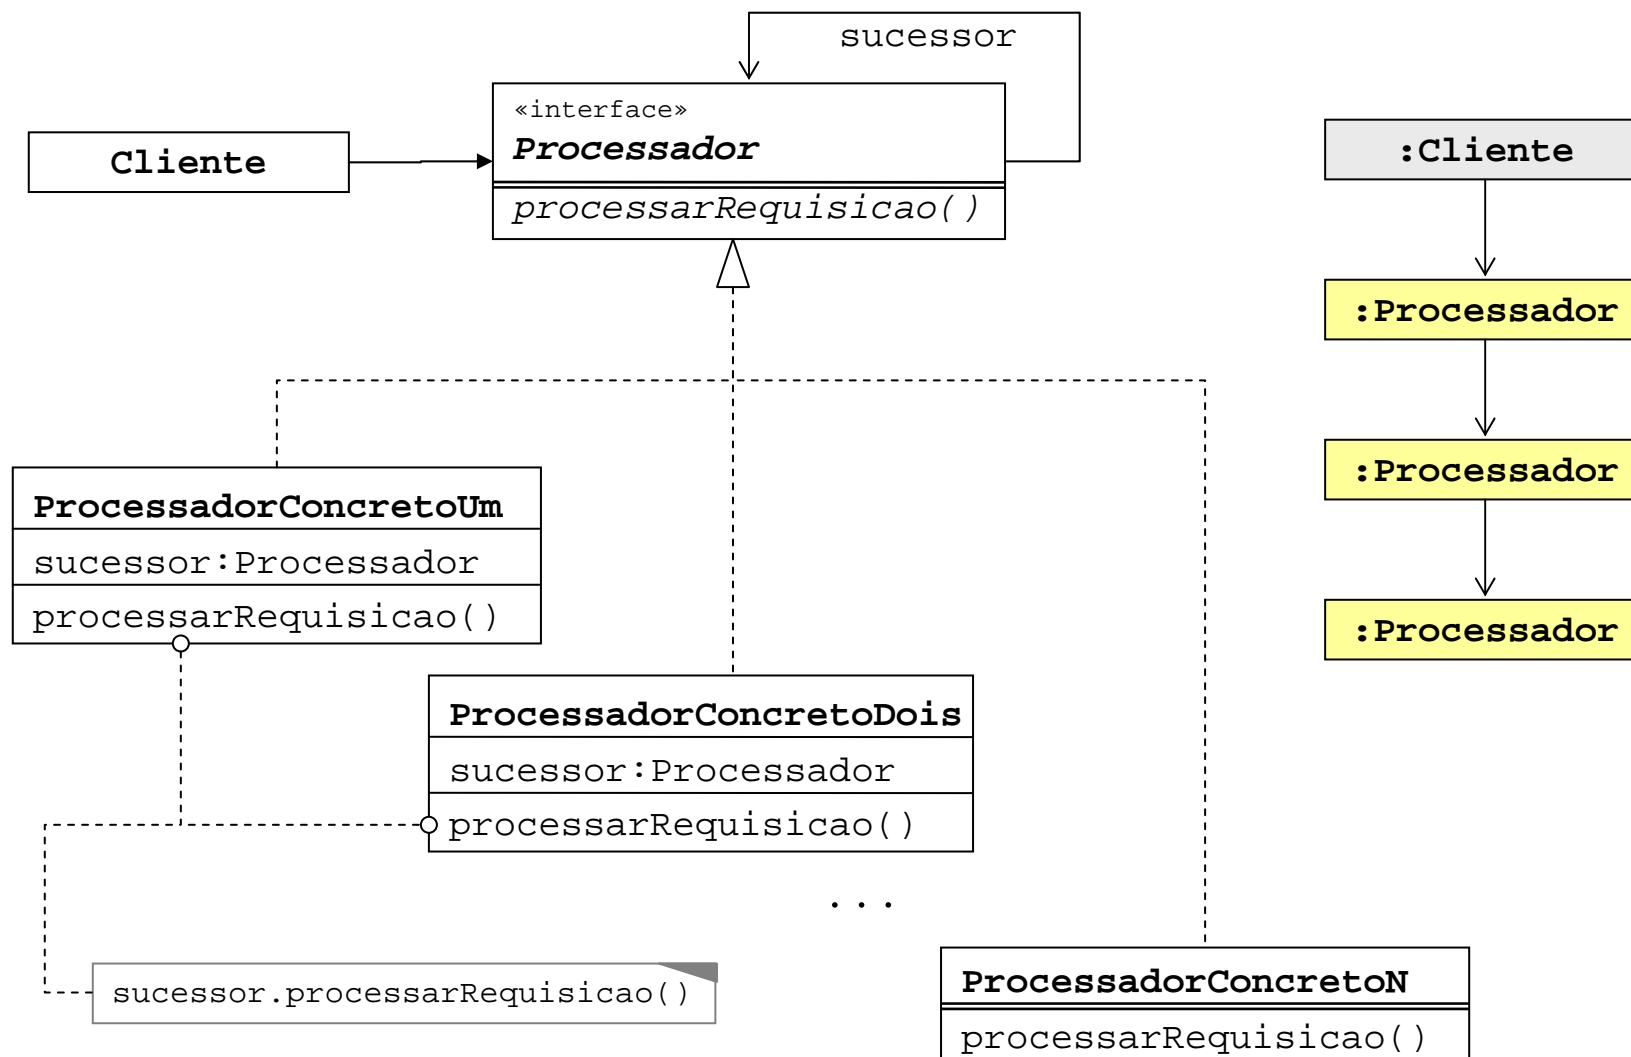 sucessor
«interface»
Processador
processarRequisicao()
Cliente
:Cliente
:Processador
:Processador
:Processador
ProcessadorConcretoUm
sucessor:Processador
processarRequisicao()
ProcessadorConcretoDois
sucessor:Processador
processarRequisicao()
...
sucessor.processarRequisicao()
ProcessadorConcretoN
processarRequisicao()